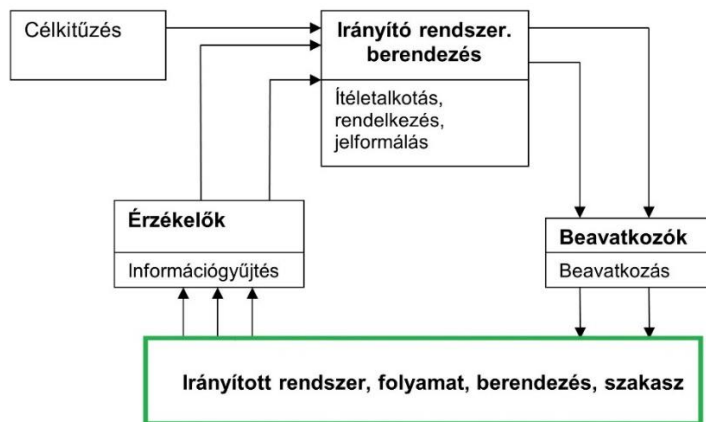 Célkitűzés
Irányító rendszer.
berendezés
Ítéletalkotás,
rendelkezés,
jelformálás
Érzékelők
Információgyűjtés
Beavatkozók
Beavatkozás
Irányított rendszer, folyamat, berendezés, szakasz